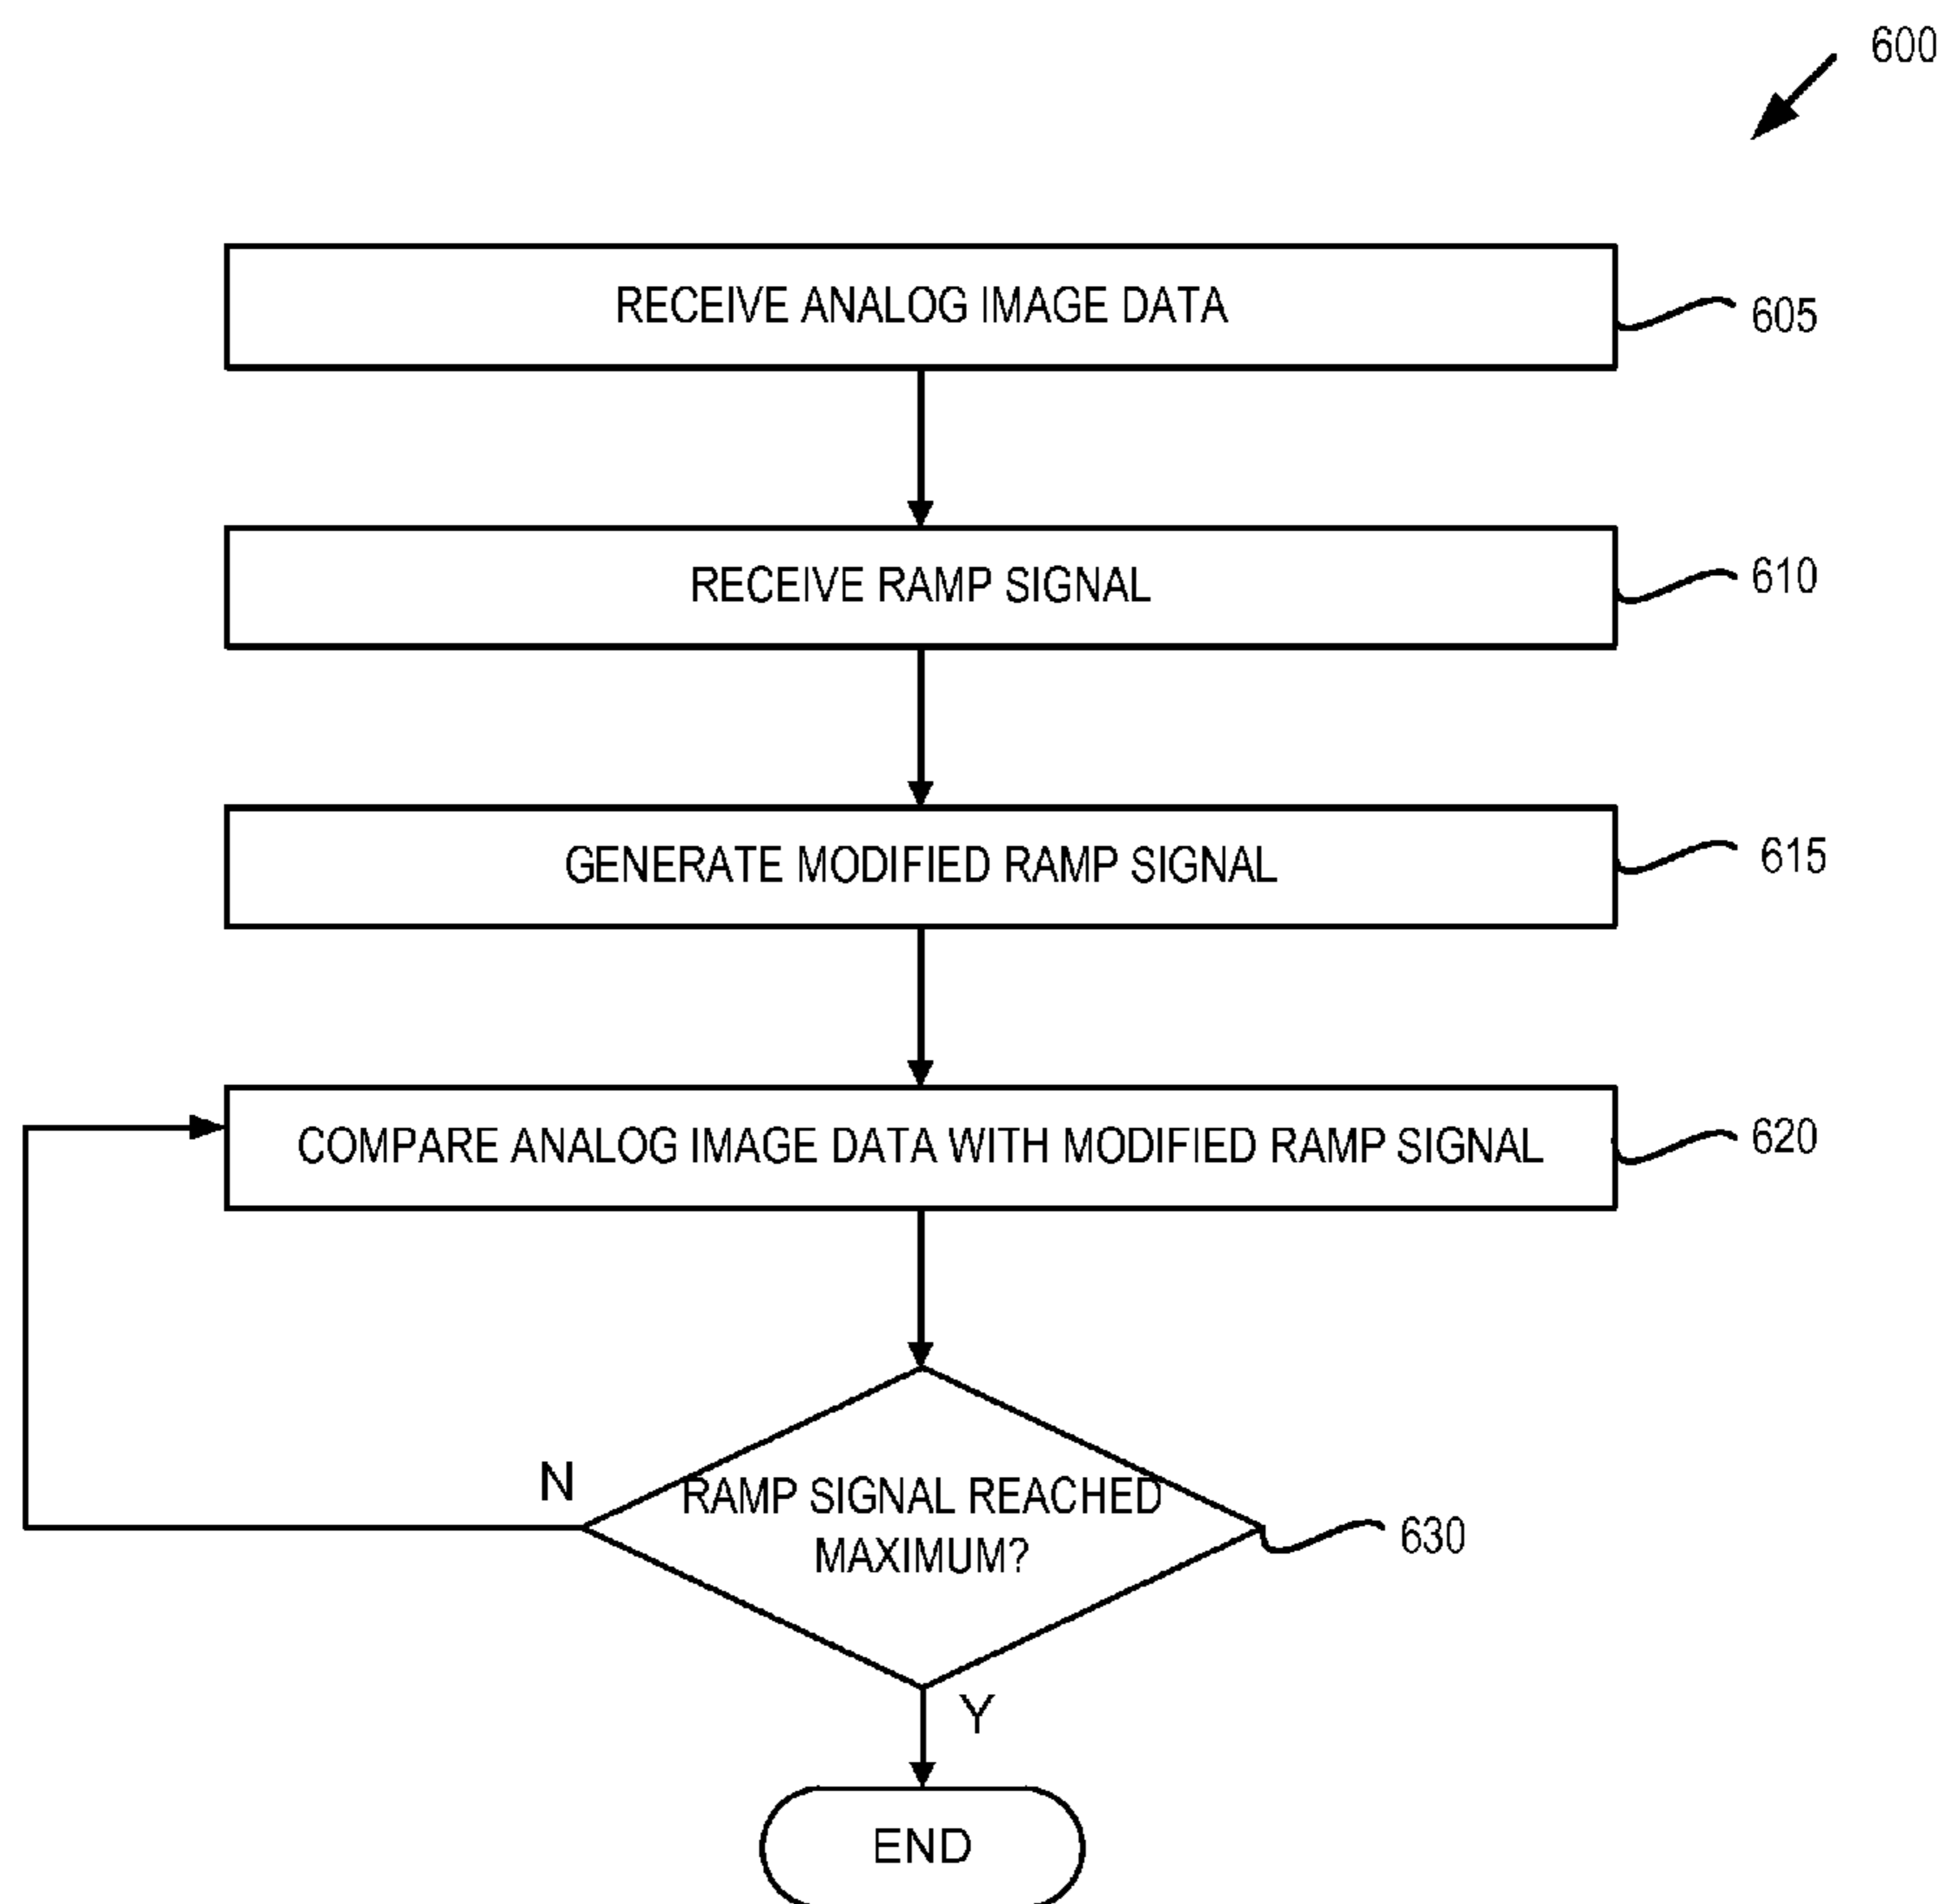 600
RECEIVE ANALOG IMAGE DATA
605
RECEIVE RAMP SIGNAL
610
GENERATE MODIFIED RAMP SIGNAL
615
COMPARE ANALOG IMAGE DATA WITH MODIFIED RAMP SIGNAL
620
N
RAMP SIGNAL REACHED
MAXIMUM?
630
Y
END